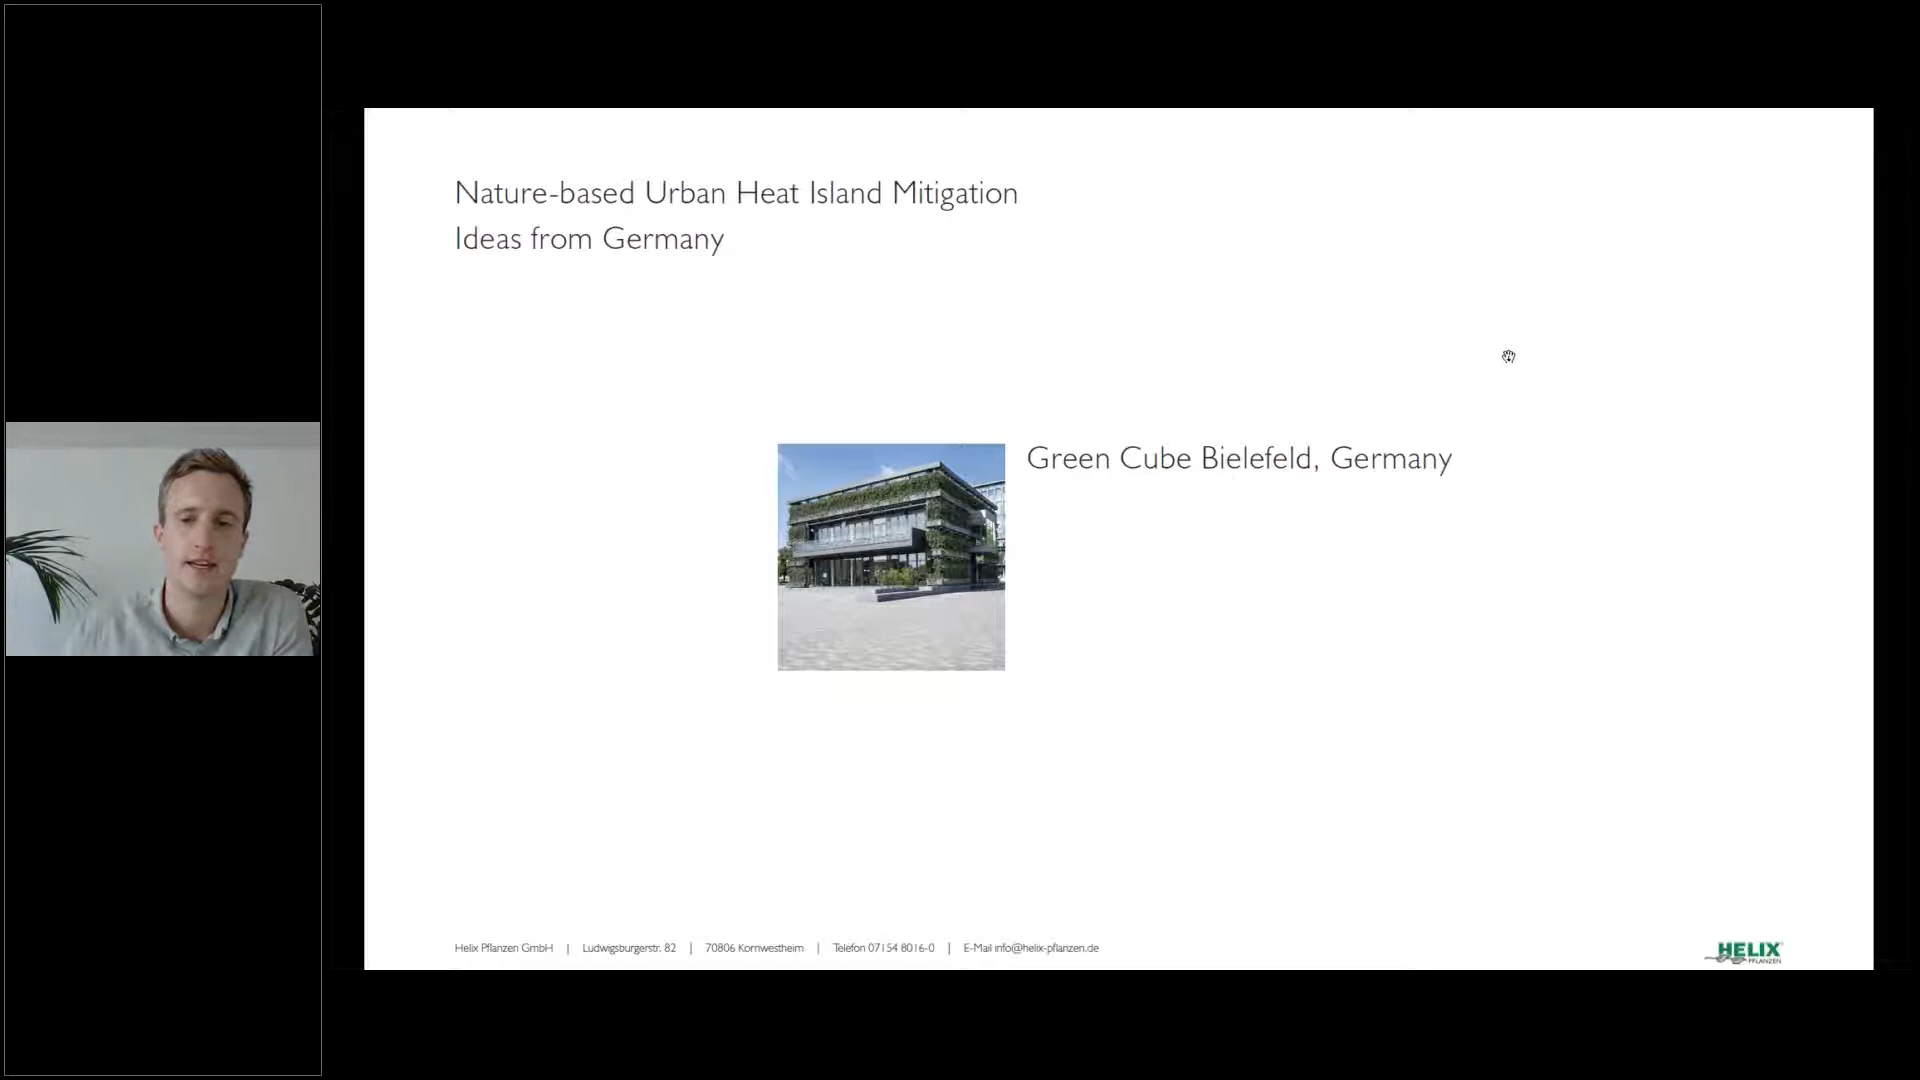 Nature-based Urban Heat Island Mitigation
Ideas from Germany
Green Cube Bielefeld, Germany
Helix Pflanzen GmbH | Ludwigsburgerstr. 82 | 70806 Kornwestheim | Telefon 07154 8016-0 | E-Mail info@helix-pflanzen.de
HELIX
PFLANZEN